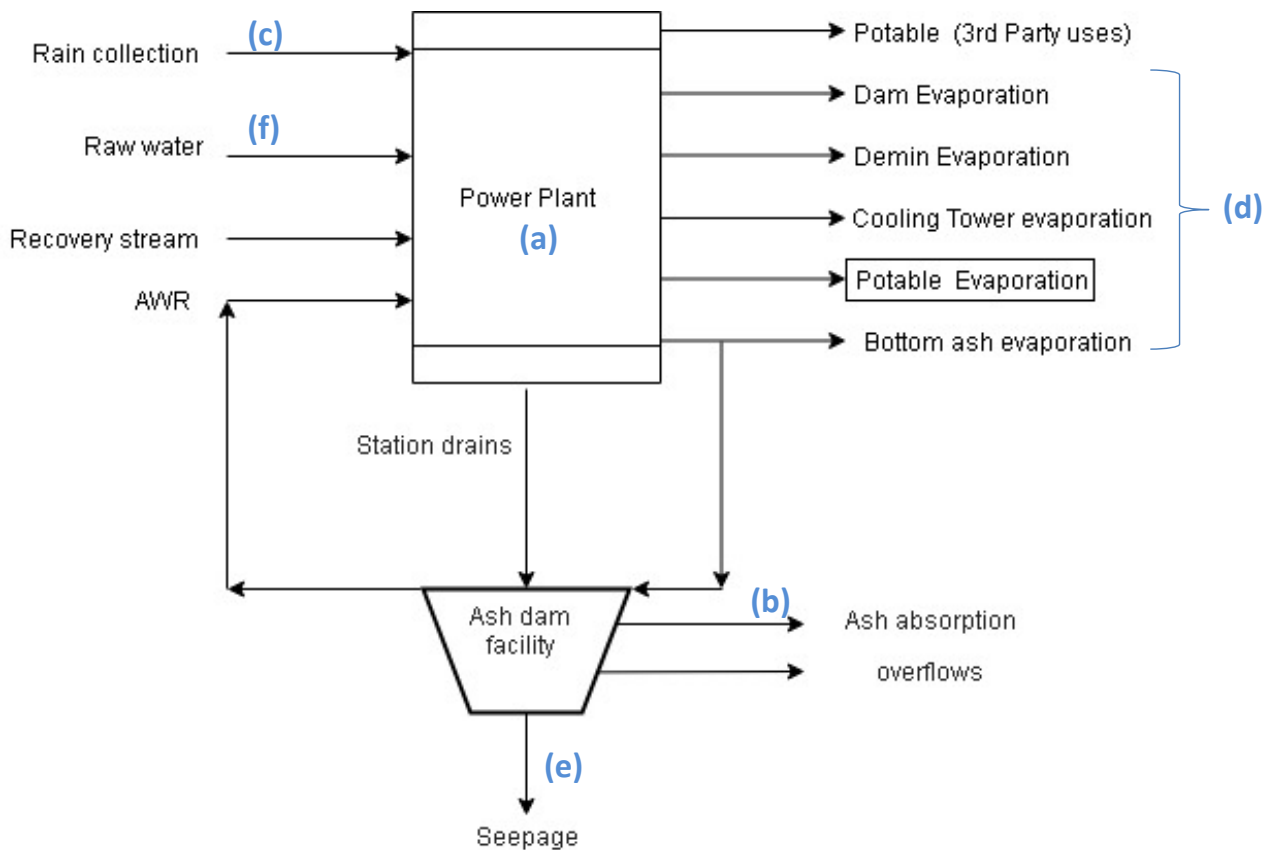 (c)
Rain collection
(f)
Raw water
Recovery stream
AWR
Power Plant
(a)
Potable (3rd Party uses)
Dam Evaporation
Demin Evaporation
Cooling Tower evaporation
Potable Evaporation
Bottom ash evaporation
(d)
Station drains
Ash dam
facility
(b)
Ash absorption
overflows
(e)
Seepage